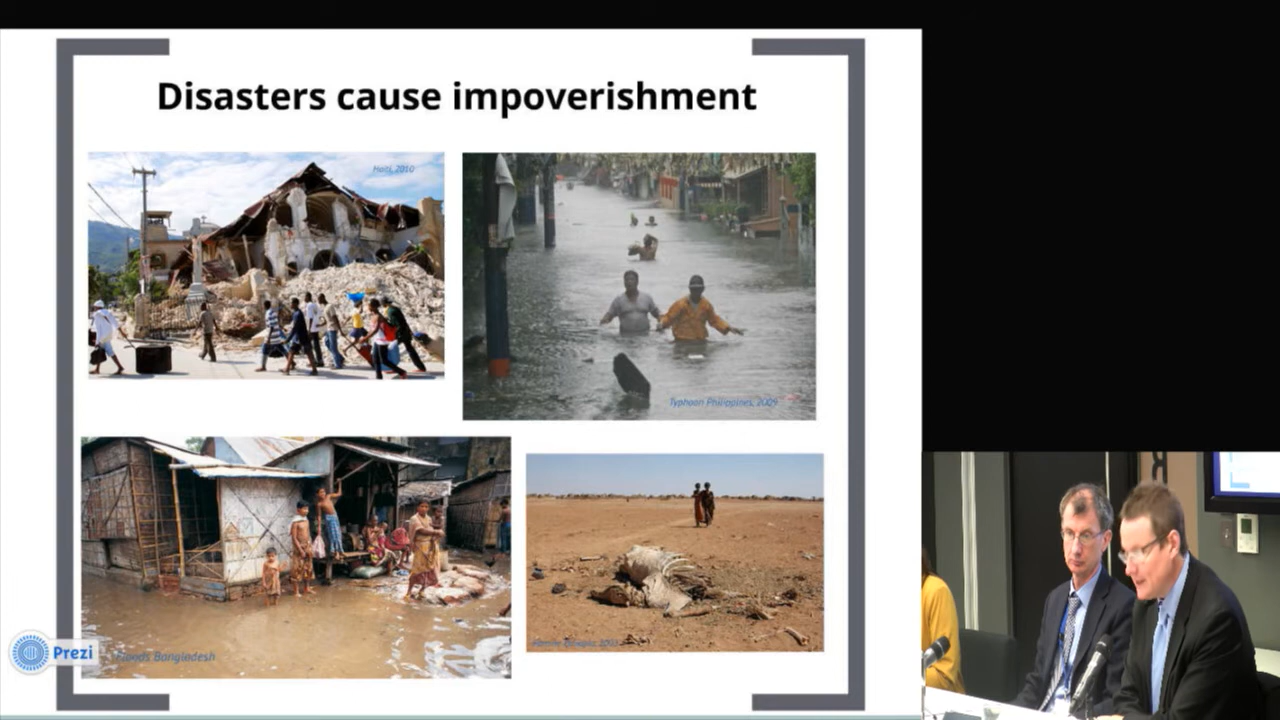 Disasters cause impoverishment
Haiti, 2010
Typhoon Philippines, 2009
Floods Bangladesh
Prezi